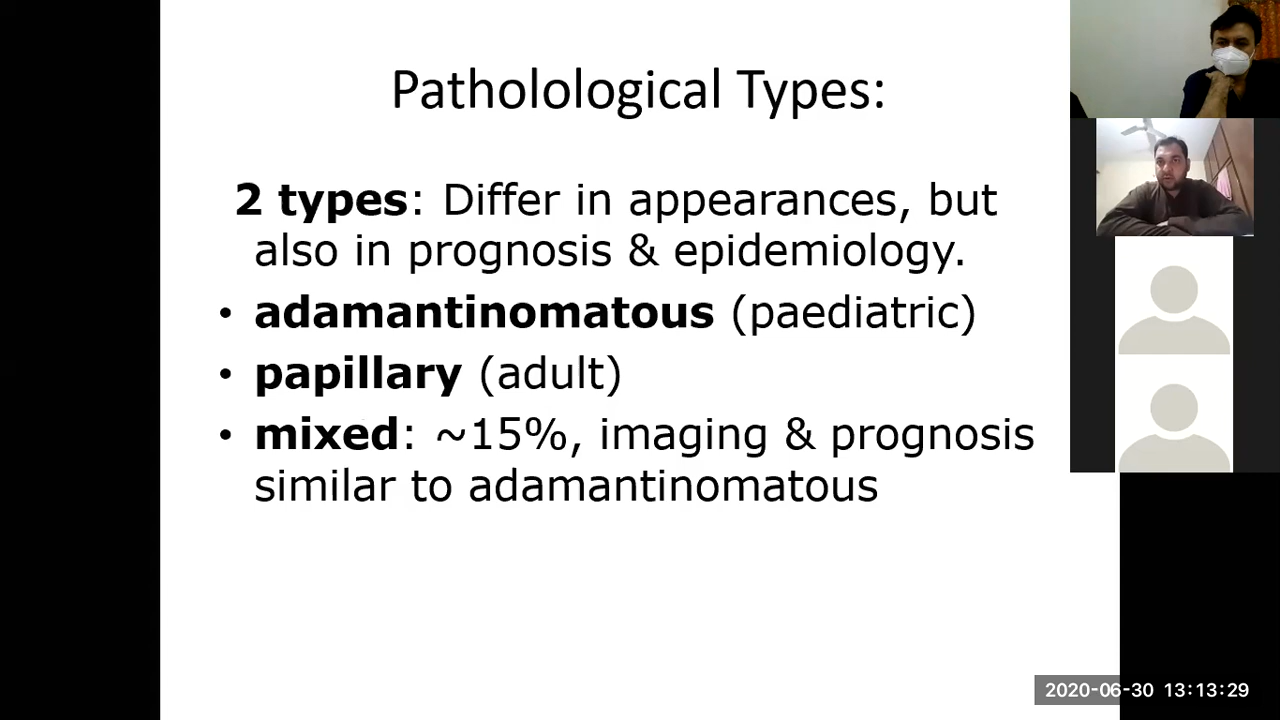 Patholological Types:
2 types: Differ in appearances, but
also in prognosis & epidemiology.
• adamantinomatous (paediatric)
• papillary (adult)
• mixed: ~15%, imaging & prognosis
similar to adamantinomatous
2020-06-30 13:13:29